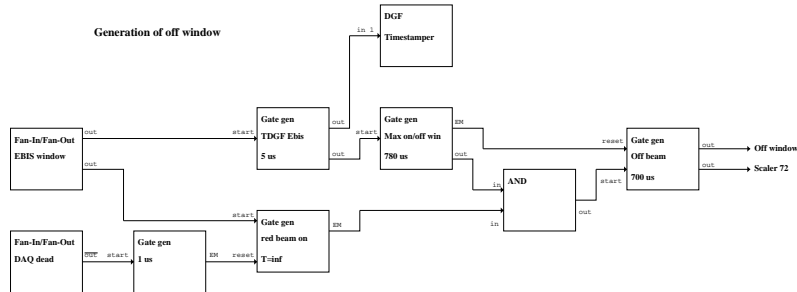 Generation of off window
DGF
Timestamper
in 1
Fan-In/Fan-Out
EBIS window
out
out
start
Gate gen
TDGF Ebis
5 us
out
out
start
Gate gen
Max on/off win
780 us
EM
out
reset
start
Gate gen
Off beam
700 us
out
out
Off window
Scaler 72
in
in
AND
out
start
Gate gen
red beam on
T=inf
EM
reset
Fan-In/Fan-Out
DAQ dead
out
start
Gate gen
1 us
EM